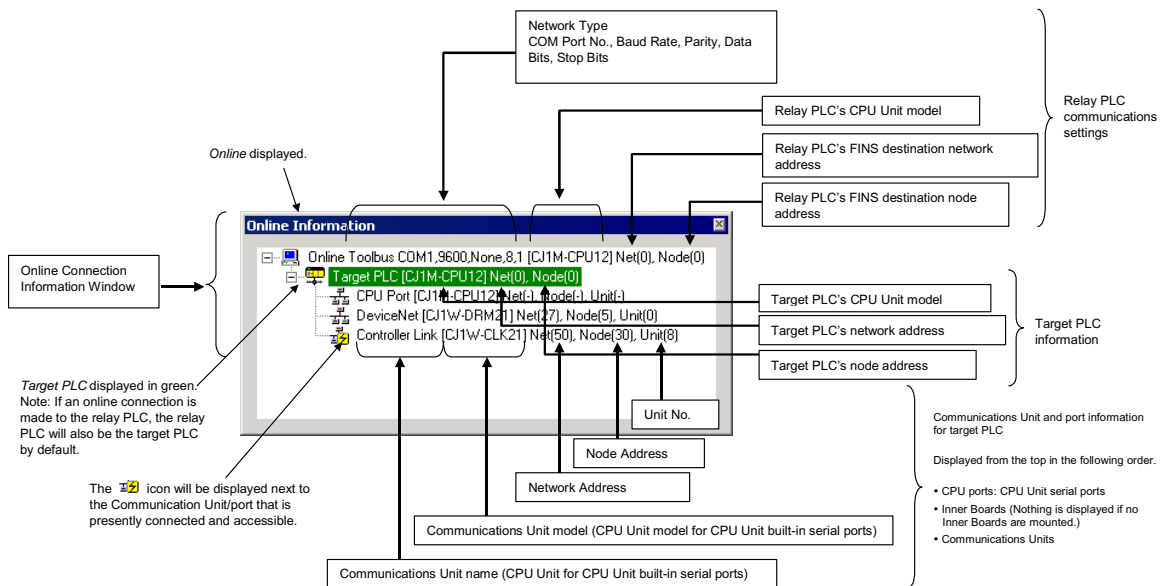 Network Type
COM Port No., Baud Rate, Parity, Data
Bits, Stop Bits
Relay PLC's CPU Unit model
Relay PLC's FINS destination network
address
Relay PLC's FINS destination node
address
Relay PLC
communications
settings
Online displayed.
Online Connection
Information Window
Online Information
Online Toolbus COM1,9600,None,8,1 [CJ1M-CPU12] Net(0), Node(0)
Target PLC [CJ1M-CPU12] Net(0), Node(0)
CPU Port [CJ1M-CPU12] Net(-), Node(-), Unit(-)
DeviceNet [CJ1W-DRM21] Net(27), Node(5), Unit(0)
Controller Link [CJ1W-CLK21] Net(50), Node(30), Unit(8)
Target PLC's CPU Unit model
Target PLC's network address
Target PLC's node address
Target PLC
information
Target PLC displayed in green.
Note: If an online connection is
made to the relay PLC, the relay
PLC will also be the target PLC
by default.
The icon will be displayed next to
the Communication Unit/port that is
presently connected and accessible.
Unit No.
Node Address
Network Address
Communications Unit model (CPU Unit model for CPU Unit built-in serial ports)
Communications Unit name (CPU Unit for CPU Unit built-in serial ports)
Communications Unit and port information
for target PLC
Displayed from the top in the following order.
• CPU ports: CPU Unit serial ports
• Inner Boards (Nothing is displayed if no
Inner Boards are mounted.)
• Communications Units